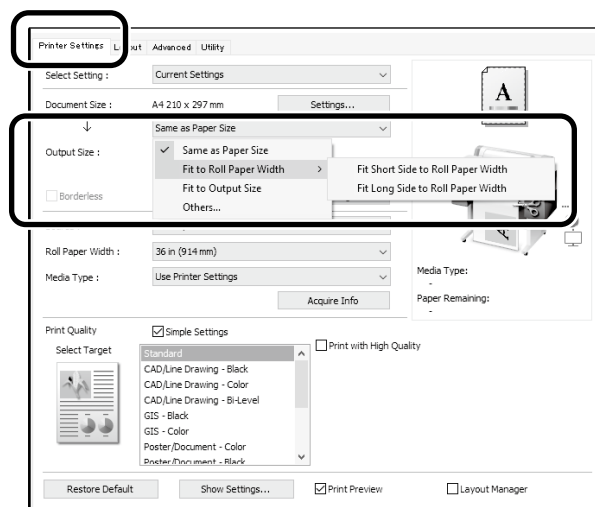 Printer Settings Layout Advanced Utility
Select Setting : Current Settings
Document Size : A4 210 x 297 mm Settings...
↓ Same as Paper Size
Output Size : ✓ Same as Paper Size
Fit to Roll Paper Width > Fit Short Side to Roll Paper Width
Fit to Output Size Fit Long Side to Roll Paper Width
Borderless Others...
A
Roll Paper Width : 36 in (914 mm)
Media Type : Use Printer Settings
Acquire Info
Media Type:
-
Paper Remaining:
-
Print Quality Simple Settings
Select Target Standard Print with High Quality
CAD/Line Drawing - Black
CAD/Line Drawing - Color
CAD/Line Drawing - Bi-Level
GIS - Black
GIS - Color
Poster/Document - Color
Poster/Document - Black
Restore Default Show Settings... Print Preview Layout Manager